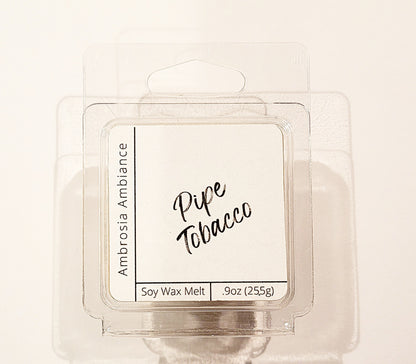 Ambrosia Ambiance
Pipe
Tobacco
Soy Wax Melt
.9oz (25,5g)